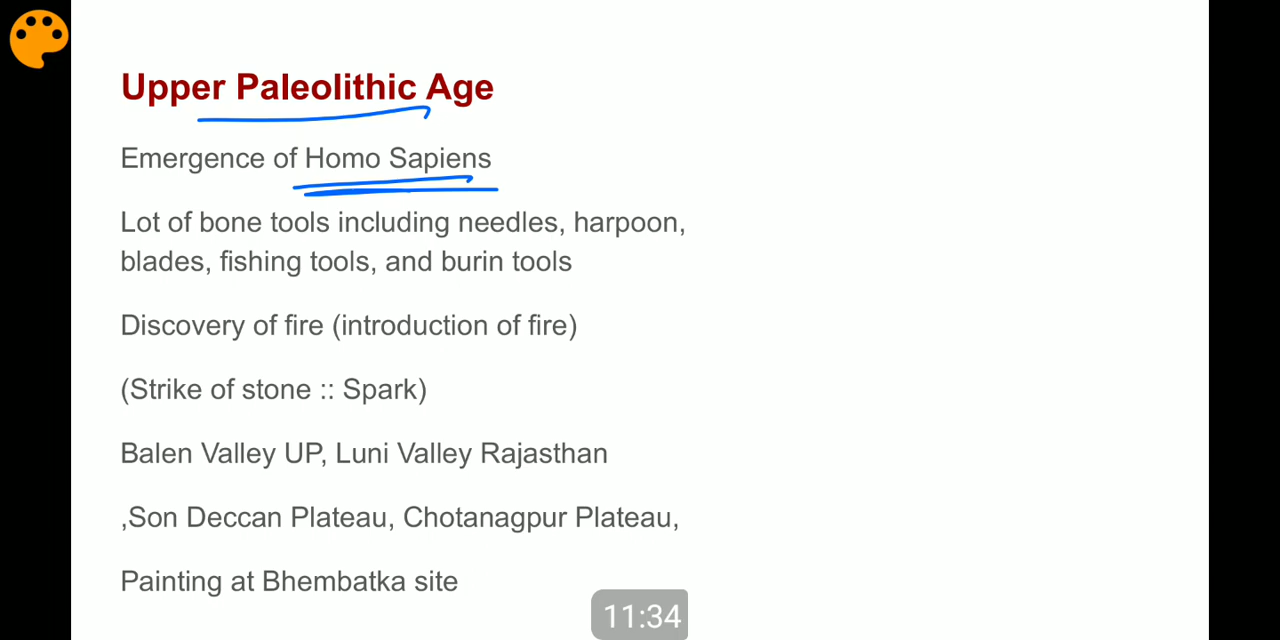 Upper Paleolithic Age
Emergence of Homo Sapiens
Lot of bone tools including needles, harpoon,
blades, fishing tools, and burin tools
Discovery of fire (introduction of fire)
(Strike of stone :: Spark)
Balen Valley UP, Luni Valley Rajasthan
,Son Deccan Plateau, Chotanagpur Plateau,
Painting at Bhembatka site
11:34